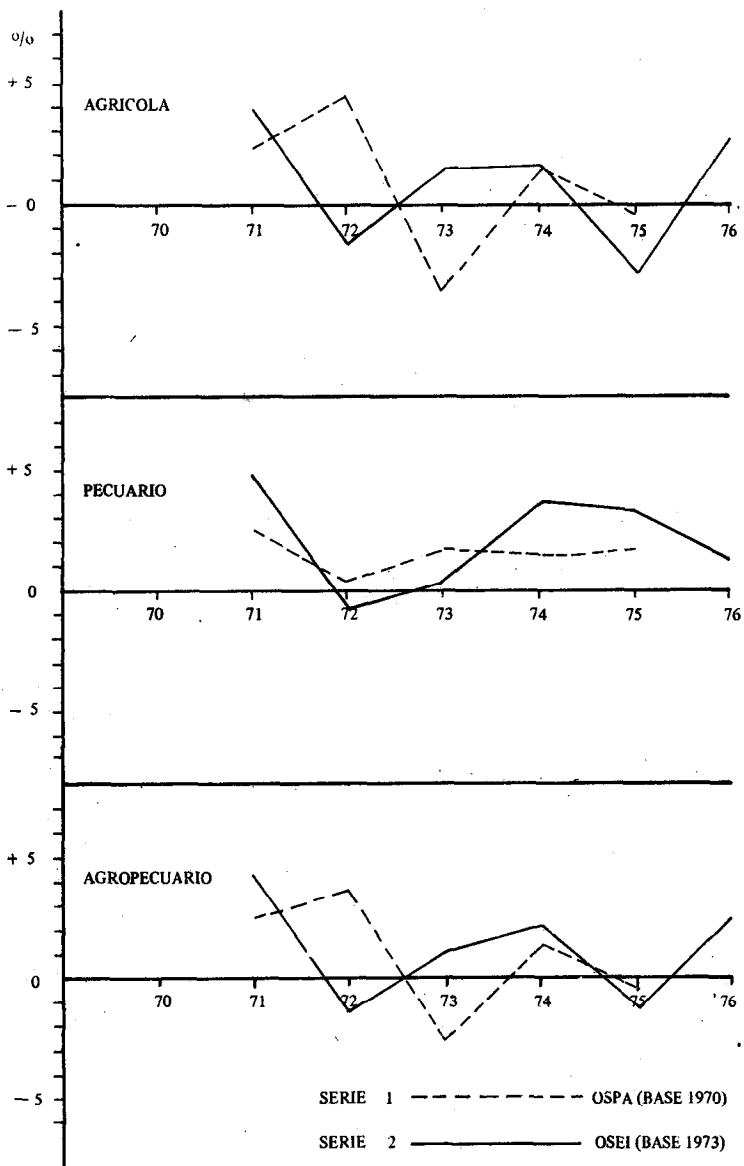 %
+ 5
AGRICOLA
- 0
70 71 72 73 74 75 76
- 5
+ 5
PECUARIO
0
70 71 72 73 74 75 76
- 5
+ 5
AGROPECUARIO
0
70 71 72 73 74 75 76
- 5
SERIE 1 OSPA (BASE 1970)
SERIE 2 OSEI (BASE 1973)